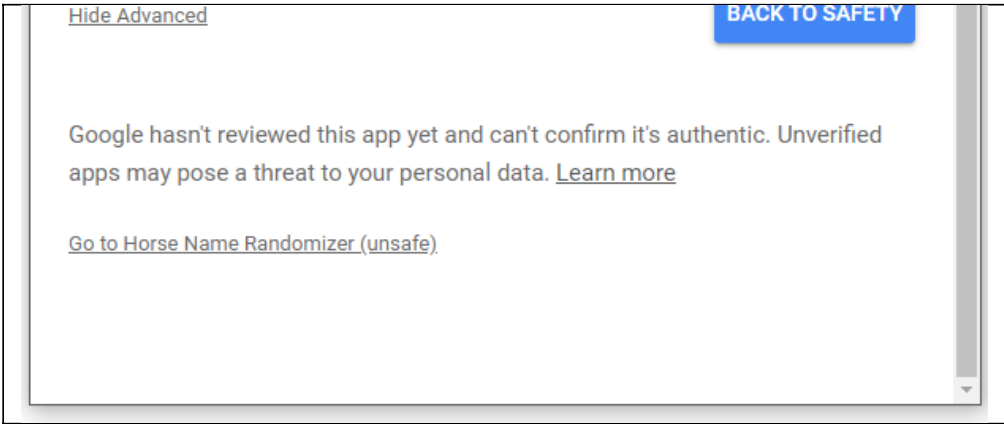 Hide Advanced
BACK TO SAFETY
Google hasn't reviewed this app yet and can't confirm it's authentic. Unverified
apps may pose a threat to your personal data. Learn more
Go to Horse Name Randomizer (unsafe)